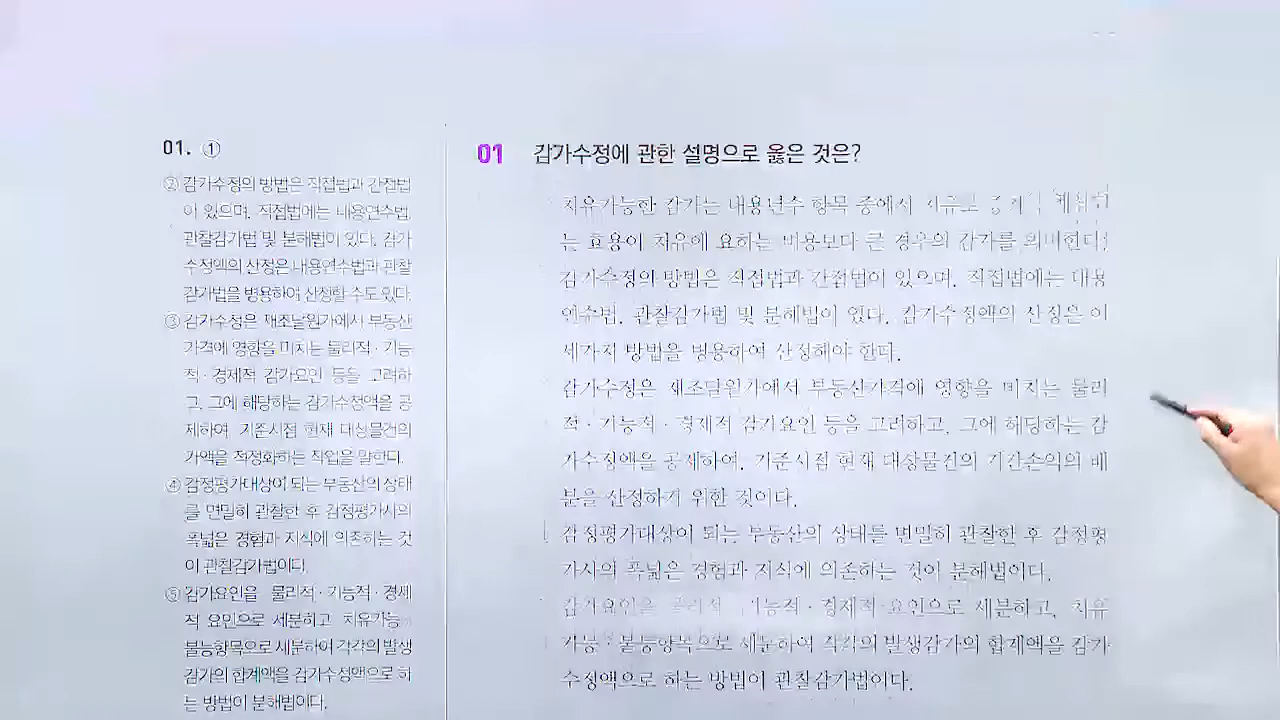 01. ①
② 감가수정의 방법은 직접법과 간접법
이 있으며, 직접법에는 내용연수법,
관찰감가법 및 분해법이 있다. 감가
수정액의 산정은 내용연수법과 관찰
감가법을 병용하여 산정할 수도 있다.
③ 감가수정은 재조달원가에서 부동산
가격에 영향을 미치는 물리적·기능
적·경제적 감가요인 등을 고려하
고, 그에 해당하는 감가수정액을 공
제하여, 기준시점 현재 대상물건의
가액을 적정화하는 작업을 말한다.
④ 감정평가대상이 되는 부동산의 상태
를 면밀히 관찰한 후 감정평가사의
폭넓은 경험과 지식에 의존하는 것
이 관찰감가법이다.
⑤ 감가요인을 물리적·기능적·경제
적 요인으로 세분하고 치유가능·
불능항목으로 세분하여 각각의 발생
감가의 합계액을 감가수정액으로 하
는 방법이 분해법이다.
01 감가수정에 관한 설명으로 옳은 것은?
치유가능한 감가는 내용연수 항목 중에서 치유로
는 효용이 치유에 요하는 비용보다 큰 경우의 감가를 의미한다.
감가수정의 방법은 직접법과 간접법이 있으며, 직접법에는 내용
연수법, 관찰감가법 및 분해법이 있다. 감가수정액의 산정은 이
세가지 방법을 병용하여 산정해야 한다.
감가수정은 재조달원가에서 부동산가격에 영향을 미치는 물리
적·기능적·경제적 감가요인 등을 고려하고, 그에 해당하는 감
가수정액을 공제하여, 기준시점 현재 대상물건의 기간손익의 배
분을 산정하기 위한 것이다.
감정평가대상이 되는 부동산의 상태를 면밀히 관찰한 후 감정평
가사의 폭넓은 경험과 지식에 의존하는 것이 분해법이다.
감가요인을 물리적·기능적·경제적 요인으로 세분하고, 치유
가능·불능항목으로 세분하여 각각의 발생감가의 합계액을 감가
수정액으로 하는 방법이 관찰감가법이다.